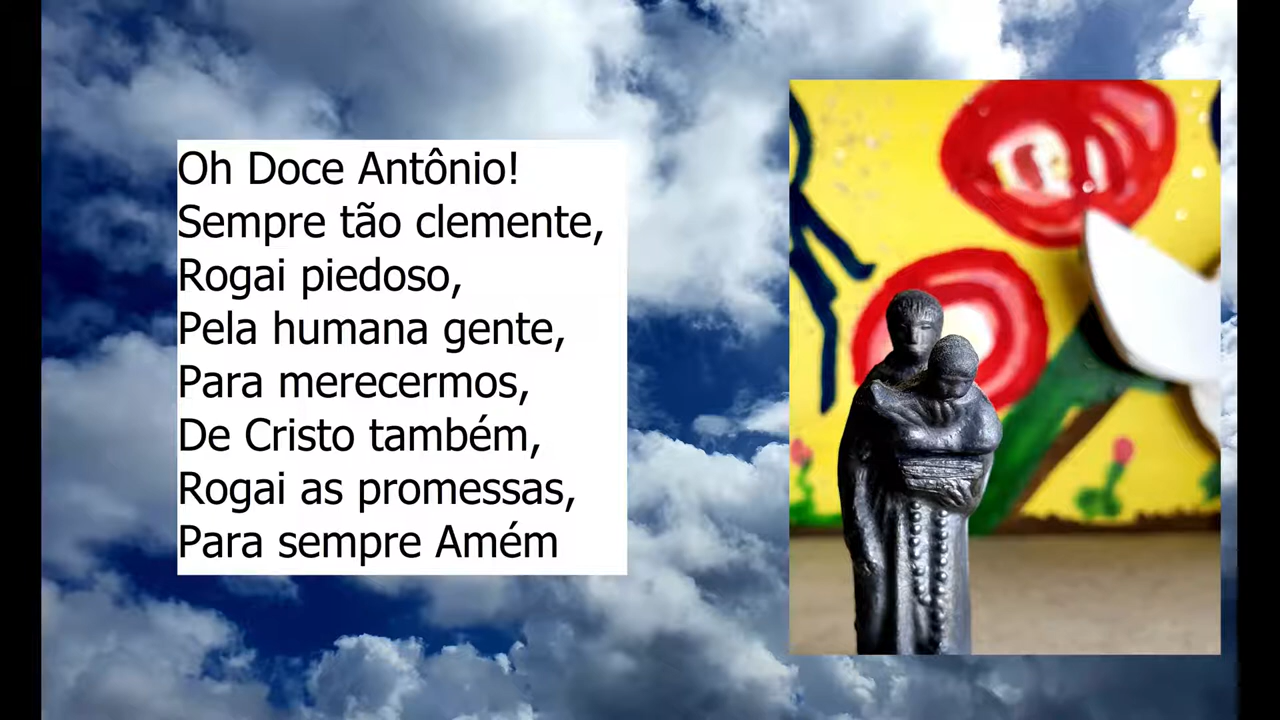 Oh Doce Antônio!
Sempre tão clemente,
Rogai piedoso,
Pela humana gente,
Para merecermos,
De Cristo também,
Rogai as promessas,
Para sempre Amém